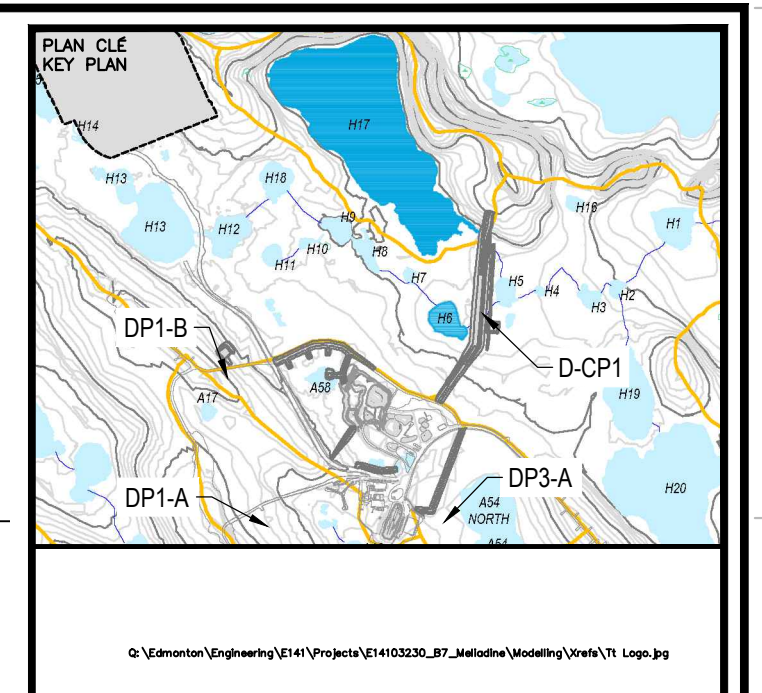 PLAN CLÉ
KEY PLAN
H14
H13
H13
H12
H18
H11
H10
H9
H8
H7
H17
H6
H5
H4
H3
H2
H16
H1
H19
H20
DP1-B
A17
A58
D-CP1
DP1-A
DP3-A
A54
NORTH
A54
Q:\Edmonton\Engineering\E141\Projects\E14103230_B7_Meliadine\Modelling\Xrefs\Tt Logo.jpg